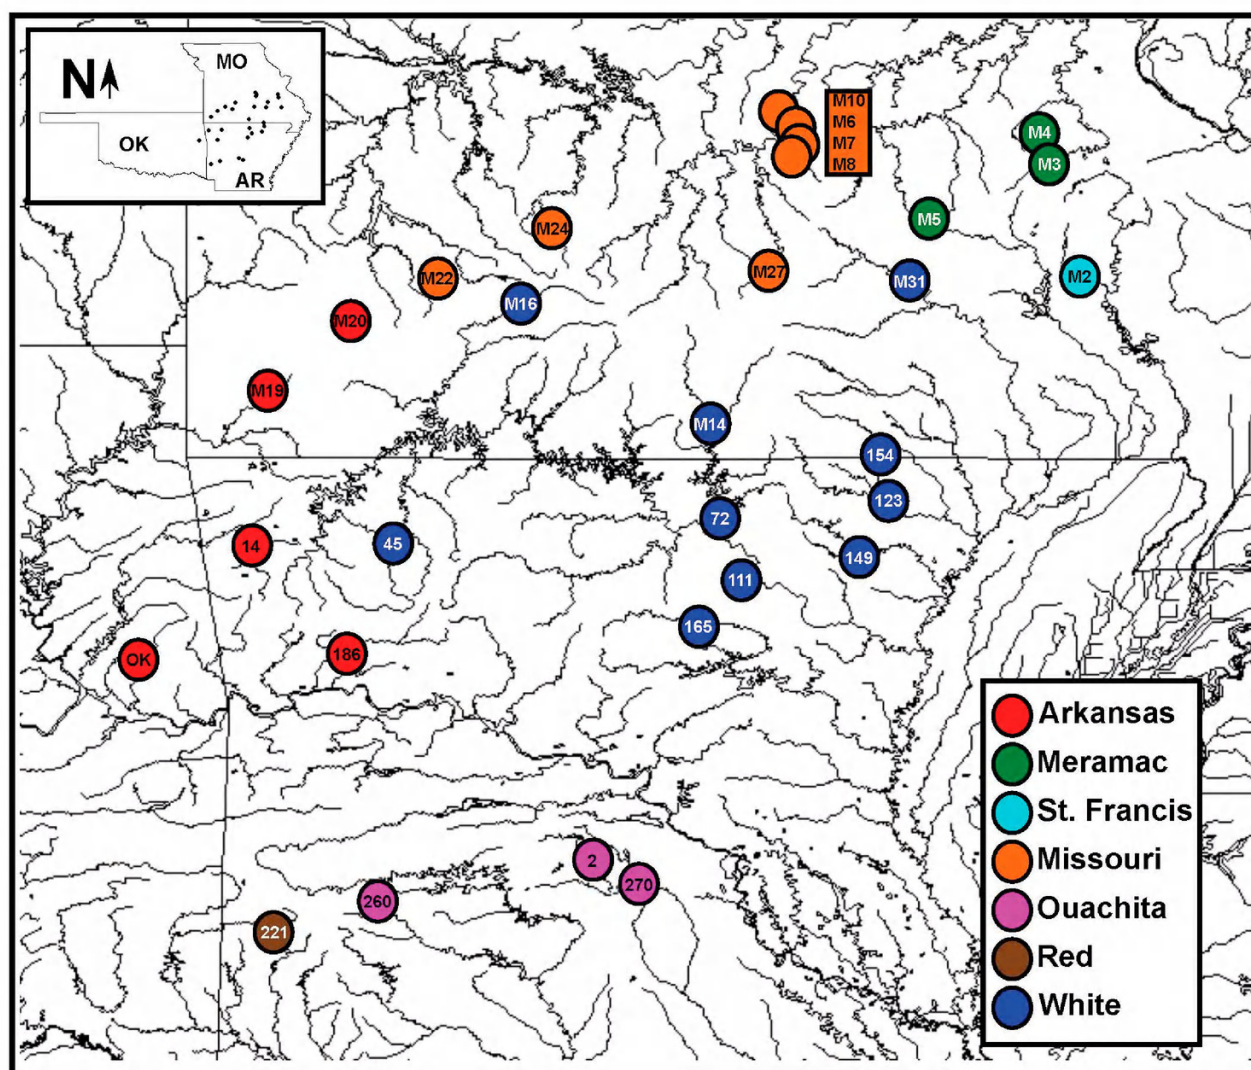 MO
N
OK
AR
M10
M6
M7
M8
M4
M3
M5
M24
M27
M22
M31
M2
M16
M20
M19
M14
154
123
72
14
45
149
111
165
OK
186
Arkansas
Meramac
St. Francis
Missouri
Ouachita
Red
White
2
270
260
221